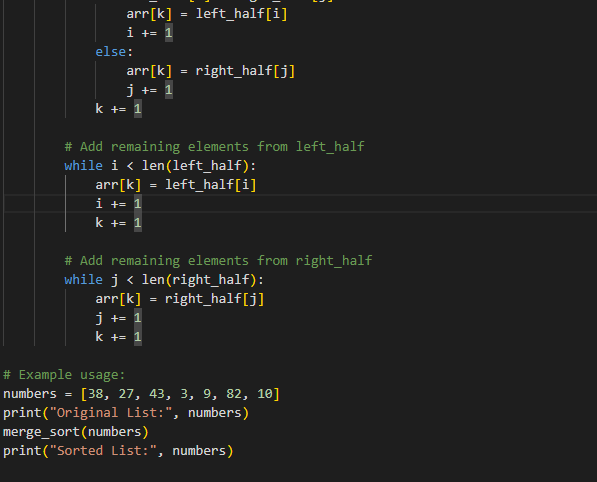 arr[k] = left_half[i]
i += 1
else:
arr[k] = right_half[j]
j += 1
k += 1
# Add remaining elements from left_half
while i < len(left_half):
arr[k] = left_half[i]
i += 1
k += 1
# Add remaining elements from right_half
while j < len(right_half):
arr[k] = right_half[j]
j += 1
k += 1
# Example usage:
numbers = [38, 27, 43, 3, 9, 82, 10]
print("Original List:", numbers)
merge_sort(numbers)
print("Sorted List:", numbers)